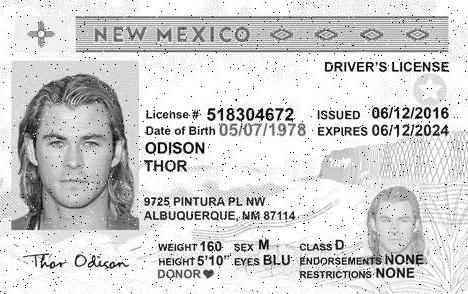 NEW MEXICO
DRIVER'S LICENSE
License # 518304672 ISSUED 06/12/2016
Date of Birth 05/07/1978 EXPIRES 06/12/2024
ODISON
THOR
9725 PINTURA PL NW
ALBUQUERQUE, NM 87114
WEIGHT 160 SEX M CLASS D
HEIGHT 5'10" EYES BLU ENDORSEMENTS NONE
DONOR RESTRICTIONS NONE
Thor Odison